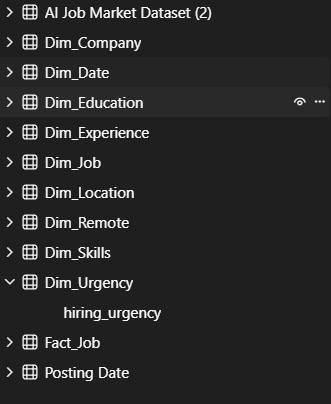 AI Job Market Dataset (2)
Dim_Company
Dim_Date
Dim_Education
Dim_Experience
Dim_Job
Dim_Location
Dim_Remote
Dim_Skills
Dim_Urgency
hiring_urgency
Fact_Job
Posting Date